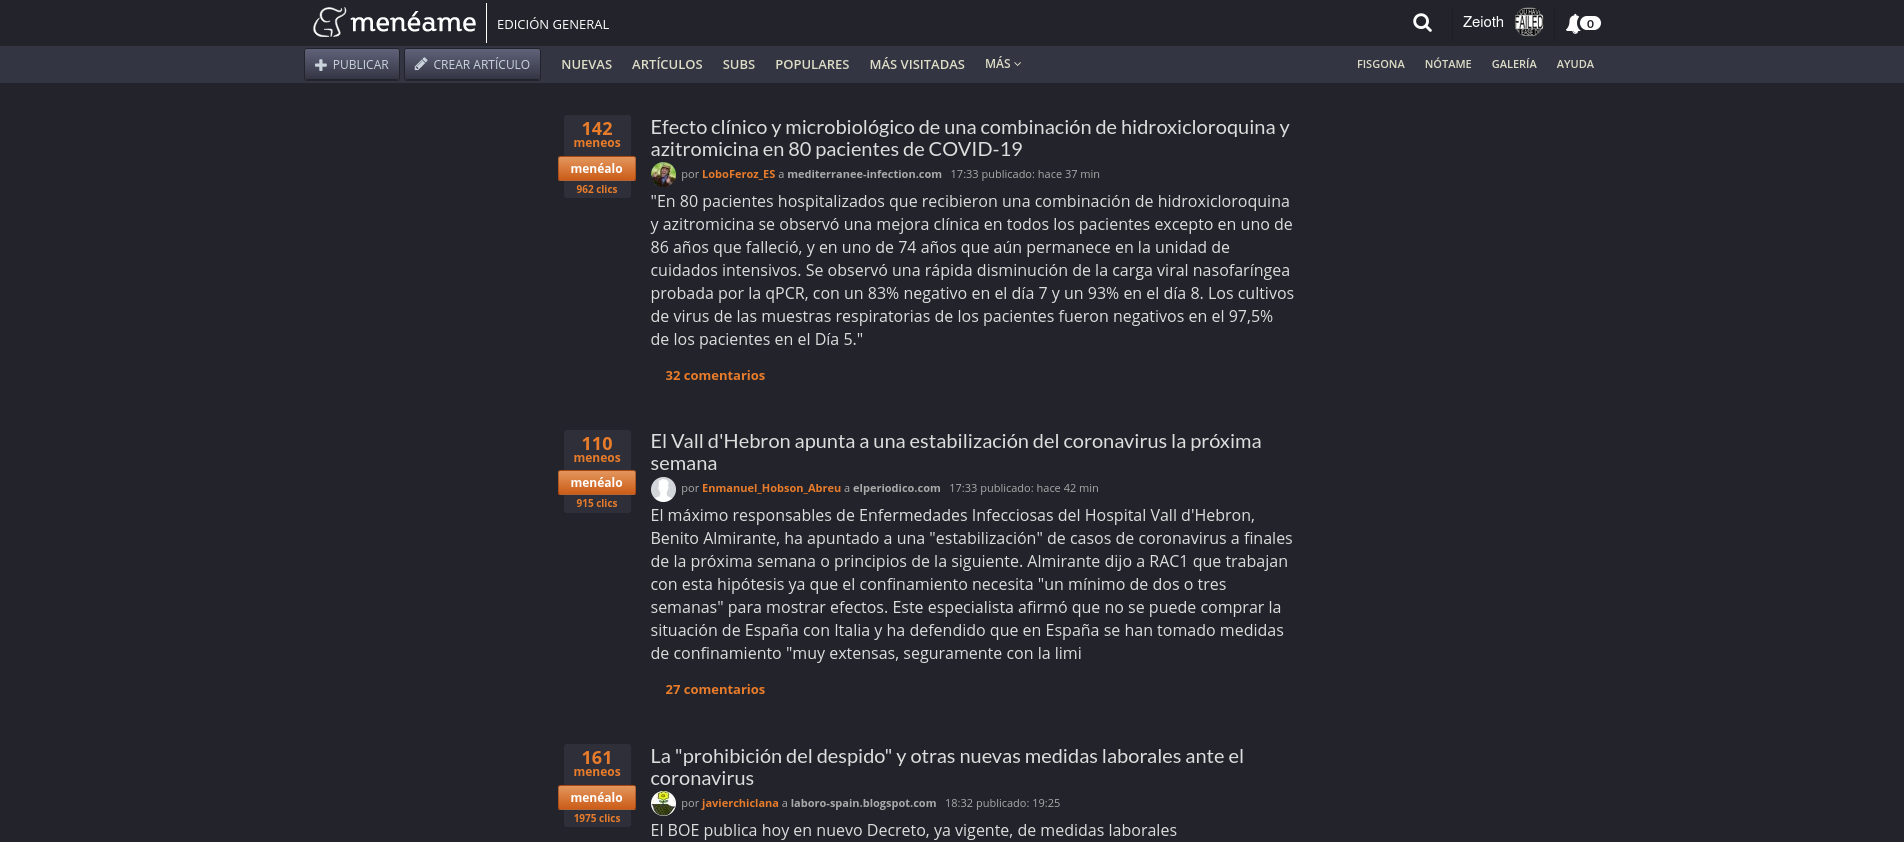 menéame EDICIÓN GENERAL
Zeioth 0
PUBLICAR CREAR ARTÍCULO NUEVAS ARTÍCULOS SUBS POPULARES MÁS VISITADAS MÁS FISGONA NÓTAME GALERÍA AYUDA
142
meneos
menéalo
962 clics
Efecto clínico y microbiológico de una combinación de hidroxicloroquina y
azitromicina en 80 pacientes de COVID-19
por LoboFeroz_ES a mediterranee-infection.com 17:33 publicado: hace 37 min
"En 80 pacientes hospitalizados que recibieron una combinación de hidroxicloroquina
y azitromicina se observó una mejora clínica en todos los pacientes excepto en uno de
86 años que falleció, y en uno de 74 años que aún permanece en la unidad de
cuidados intensivos. Se observó una rápida disminución de la carga viral nasofaríngea
probada por la qPCR, con un 83% negativo en el día 7 y un 93% en el día 8. Los cultivos
de virus de las muestras respiratorias de los pacientes fueron negativos en el 97,5%
de los pacientes en el Día 5."
32 comentarios
110
meneos
menéalo
915 clics
El Vall d'Hebron apunta a una estabilización del coronavirus la próxima
semana
por Enmanuel_Hobson_Abreu a elperiodico.com 17:33 publicado: hace 42 min
El máximo responsables de Enfermedades Infecciosas del Hospital Vall d'Hebron,
Benito Almirante, ha apuntado a una "estabilización" de casos de coronavirus a finales
de la próxima semana o principios de la siguiente. Almirante dijo a RAC1 que trabajan
con esta hipótesis ya que el confinamiento necesita "un mínimo de dos o tres
semanas" para mostrar efectos. Este especialista afirmó que no se puede comprar la
situación de España con Italia y ha defendido que en España se han tomado medidas
de confinamiento "muy extensas, seguramente con la limi
27 comentarios
161
meneos
menéalo
1975 clics
La "prohibición del despido" y otras nuevas medidas laborales ante el
coronavirus
por javierchiclana a laboro-spain.blogspot.com 18:32 publicado: 19:25
El BOE publica hoy en nuevo Decreto, ya vigente, de medidas laborales